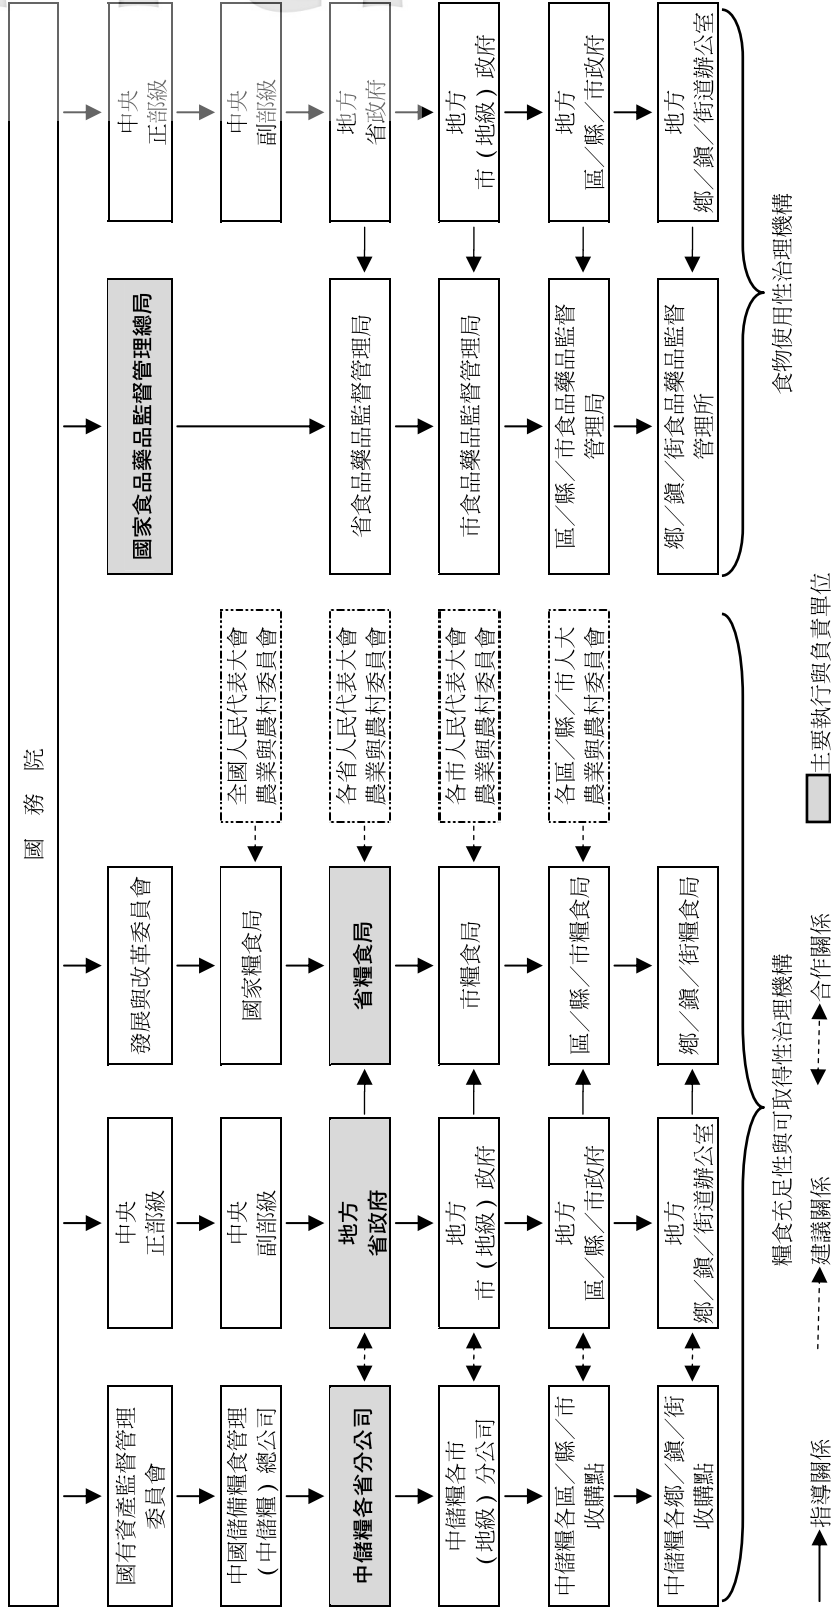 國務院
國有資產監督管理
委員會
中央
正部級
發展與改革委員會
國家食品藥品監督管理總局
中央
正部級
中國儲備糧食管理
（中儲糧）總公司
中央
副部級
國家糧食局
全國人民代表大會
農業與農村委員會
中央
副部級
中儲糧各省分公司
地方
省政府
省糧食局
各省人民代表大會
農業與農村委員會
省食品藥品監督管理局
地方
省政府
中儲糧各市
（地級）分公司
地方
市（地級）政府
市糧食局
各市人民代表大會
農業與農村委員會
市食品藥品監督管理局
地方
市（地級）政府
中儲糧各區／縣／市
收購點
地方
區／縣／市政府
區／縣／市糧食局
各區／縣／市人大
農業與農村委員會
區／縣／市食品藥品監督
管理局
地方
區／縣／市政府
中儲糧各鄉／鎮／街
收購點
地方
鄉／鎮／街道辦公室
鄉／鎮／街糧食局
鄉／鎮／街食品藥品監督
管理所
地方
鄉／鎮／街道辦公室
糧食充足性與可取得性治理機構
食物使用性治理機構
指導關係
建議關係
合作關係
主要執行與負責單位